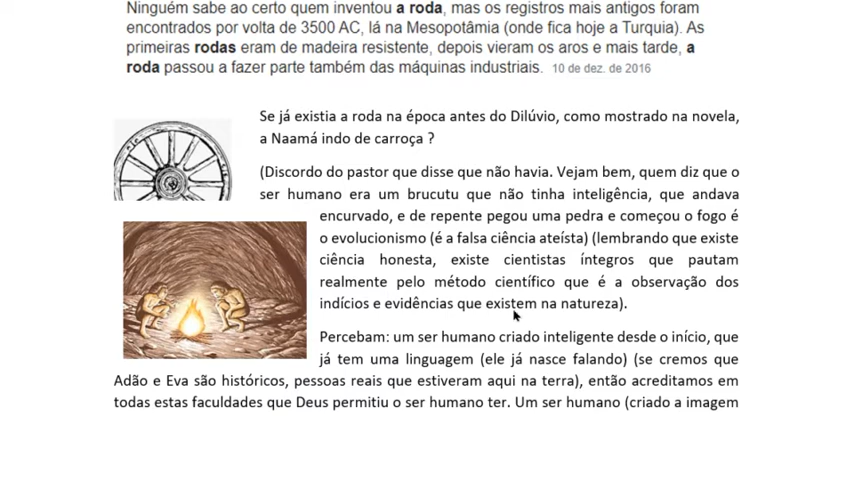 Ninguém sabe ao certo quem inventou a roda, mas os registros mais antigos foram
encontrados por volta de 3500 AC, lá na Mesopotâmia (onde fica hoje a Turquia). As
primeiras rodas eram de madeira resistente, depois vieram os aros e mais tarde, a
roda passou a fazer parte também das máquinas industriais. 10 de dez. de 2016
Se já existia a roda na época antes do Dilúvio, como mostrado na novela,
a Naamá indo de carroça ?
(Discordo do pastor que disse que não havia. Vejam bem, quem diz que o
ser humano era um brucutu que não tinha inteligência, que andava
encurvado, e de repente pegou uma pedra e começou o fogo é
o evolucionismo (é a falsa ciência ateísta) (lembrando que existe
ciência honesta, existe cientistas íntegros que pautam
realmente pelo método científico que é a observação dos
indícios e evidências que existem na natureza).
Percebam: um ser humano criado inteligente desde o início, que
já tem uma linguagem (ele já nasce falando) (se cremos que
Adão e Eva são históricos, pessoas reais que estiveram aqui na terra), então acreditamos em
todas estas faculdades que Deus permitiu o ser humano ter. Um ser humano (criado a imagem